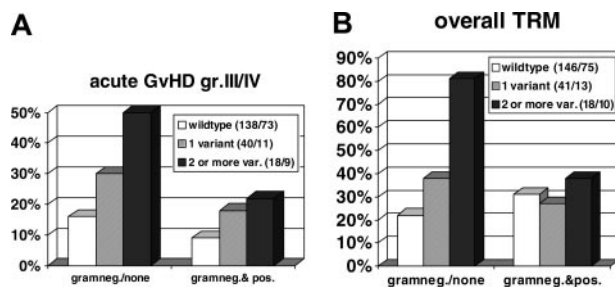 A
acute GvHD gr.III/IV
50%
40%
30%
20%
10%
0%
wildtype (138/73)
1 variant (40/11)
2 or more var. (18/9)
gramneg./none
gramneg.& pos.
B
overall TRM
90%
80%
70%
60%
50%
40%
30%
20%
10%
0%
wildtype (146/75)
1 variant (41/13)
2 or more var. (18/10)
gramneg./none
gramneg.&pos.